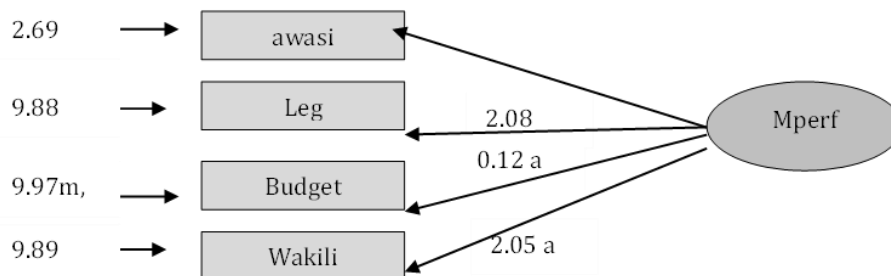 2.69 awasi
9.88 Leg 2.08 Mperf
0.12 a
9.97m, Budget
9.89 Wakili 2.05 a